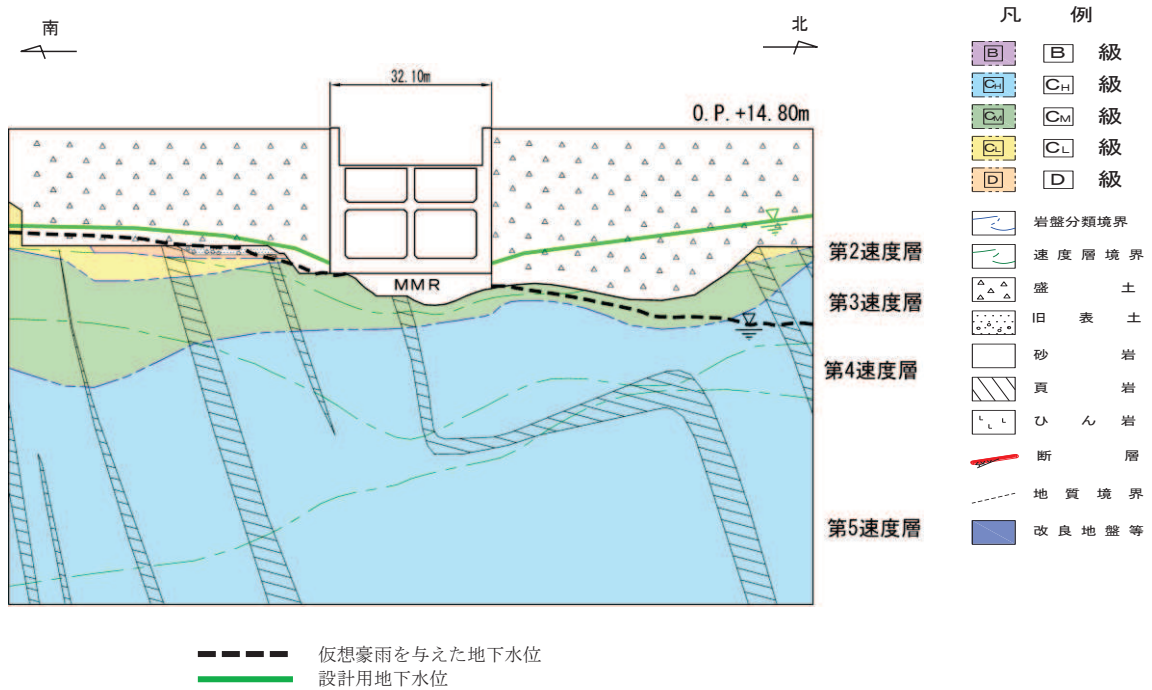 南
北
32.10m
O.P.+14.80m
MMR
第2速度層
第3速度層
第4速度層
第5速度層
凡例
B B 級
CH CH 級
CM CM 級
CL CL 級
D D 級
岩盤分類境界
速度層境界
盛土
旧表土
砂岩
頁岩
ひん岩
断層
地質境界
改良地盤等
仮想豪雨を与えた地下水位
設計用地下水位